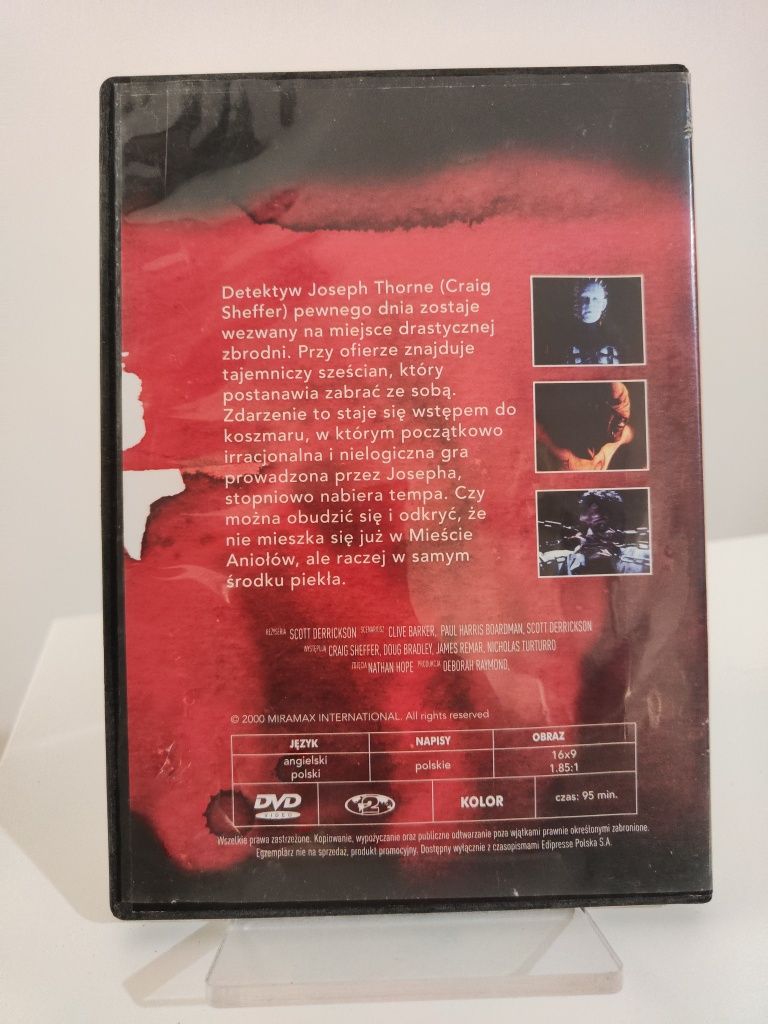 Detektyw Joseph Thorne (Craig
Sheffer) pewnego dnia zostaje
wezwany na miejsce drastycznej
zbrodni. Przy ofierze znajduje
tajemniczy sześcian, który
postanawia zabrać ze sobą.
Zdarzenie to staje się wstępem do
koszmaru, w którym początkowo
irracjonalna i nielogiczna gra
prowadzona przez Josepha,
stopniowo nabiera tempa. Czy
można obudzić się i odkryć, że
nie mieszka się już w Mieście
Aniołów, ale raczej w samym
środku piekła.
REŻYSERIA SCOTT DERRICKSON SCENARIUSZ CLIVE BARKER, PAUL HARRIS BOARDMAN, SCOTT DERRICKSON
WYSTĘPUJĄ CRAIG SHEFFER, DOUG BRADLEY, JAMES REMAR, NICHOLAS TURTURRO
ZDJĘCIA NATHAN HOPE PRODUKCJA DEBORAH RAYMOND,
© 2000 MIRAMAX INTERNATIONAL. All rights reserved
JĘZYK NAPISY OBRAZ
angielski polskie 16x9
polski 1.85:1
DVD VIDEO 2 KOLOR czas: 95 min.
Wszelkie prawa zastrzeżone. Kopiowanie, wypożyczanie oraz publiczne odtwarzanie poza wjątkami prawnie określonymi zabronione.
Egzemplarz nie na sprzedaż, produkt promocyjny. Dostępny wyłącznie z czasopismami Edipresse Polska S.A.